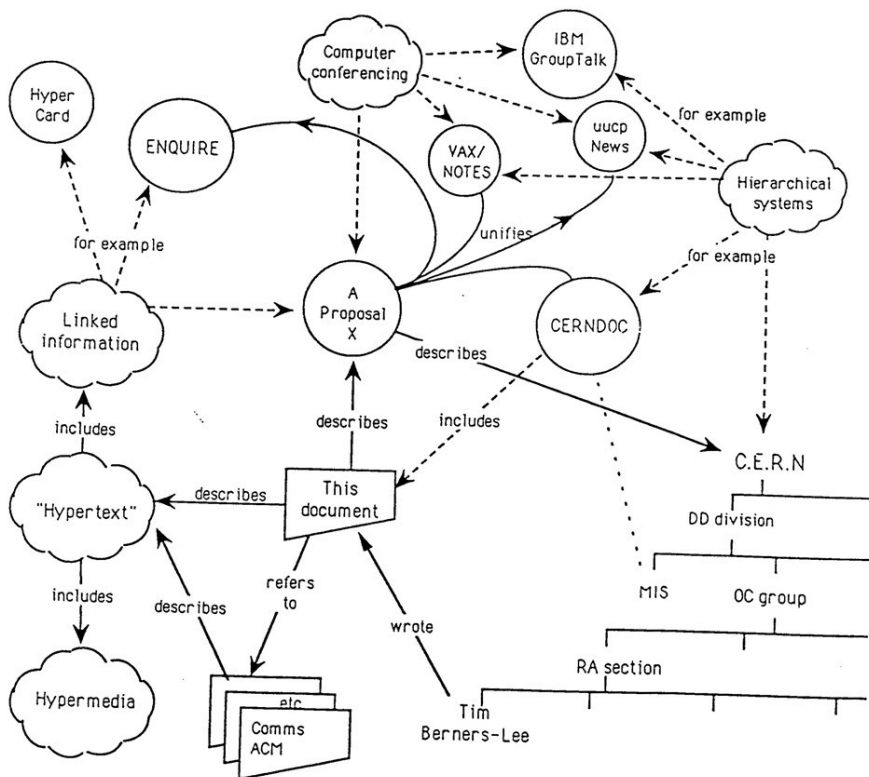 IBM
GroupTalk
Computer
conferencing
Hyper
Card
for example
uucp
News
ENQUIRE
VAX/
NOTES
Hierarchical
systems
unifies
for example
for example
A
Proposal
X
Linked
information
CERNDOC
describes
includes
describes
includes
C.E.R.N
This
document
describes
"Hypertext"
DD division
refers
to
includes
describes
MIS
OC group
wrote
RA section
Hypermedia
etc
Tim
Berners-Lee
Comms
ACM